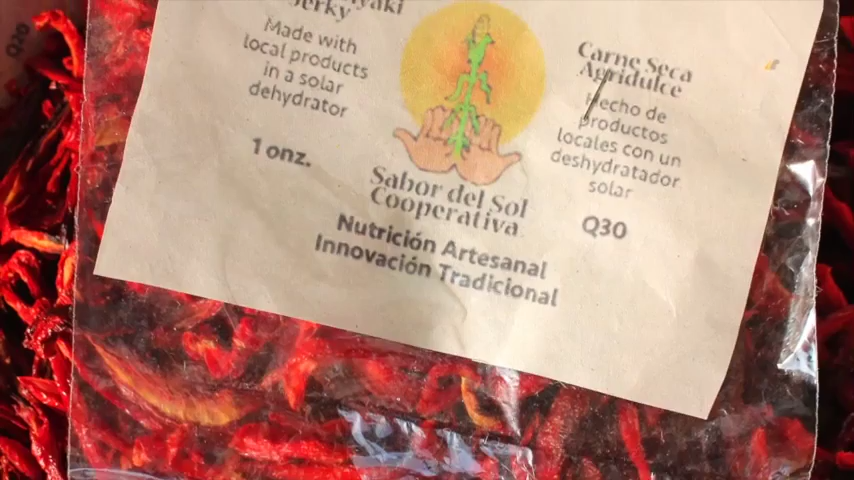 Jerky
Made with
local products
in a solar
dehydrator
1 onz.
Carne Seca
Agridulce
Hecho de
productos
locales con un
deshydratador
solar
Q30
Sabor del Sol
Cooperativa
Nutrición Artesanal
Innovación Tradicional
Q20